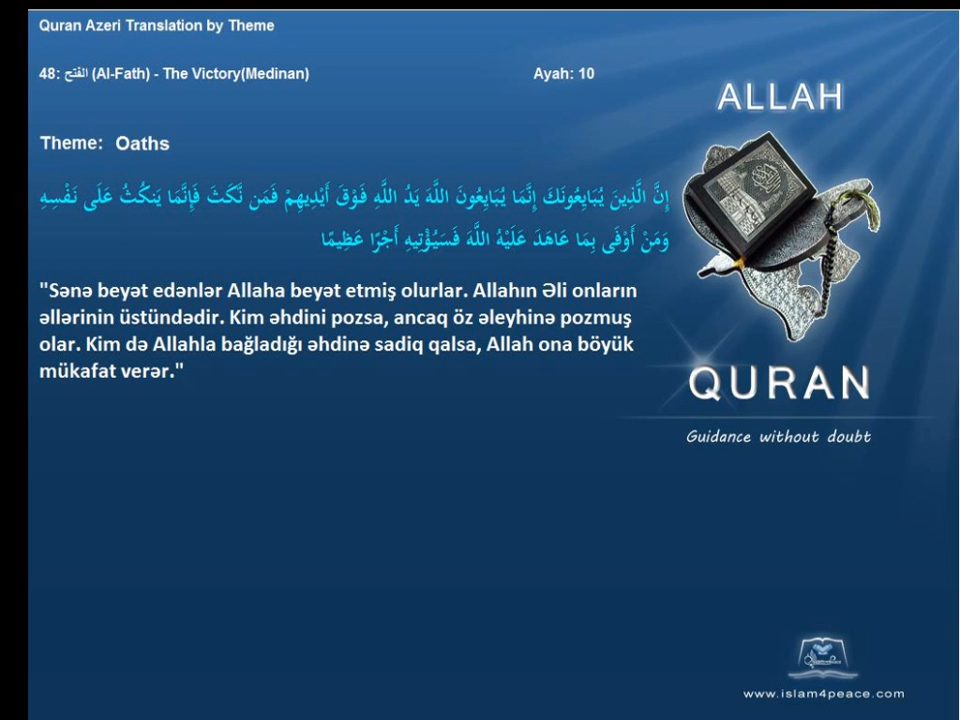 Quran Azeri Translation by Theme
48: الفتح (Al-Fath) - The Victory(Medinan) Ayah: 10
ALLAH
Theme: Oaths
إِنَّ الَّذِينَ يُبَايِعُونَكَ إِنَّمَا يُبَايِعُونَ اللَّهَ يَدُ اللَّهِ فَوْقَ أَيْدِيهِمْ فَمَن نَّكَثَ فَإِنَّمَا يَنكُثُ عَلَى نَفْسِهِ
وَمَنْ أَوْفَى بِمَا عَاهَدَ عَلَيْهُ اللَّهَ فَسَيُؤْتِيهِ أَجْرًا عَظِيمًا
"Sənə beyət edənlər Allaha beyət etmiş olurlar. Allahın Əli onların
əllərinin üstündədir. Kim əhdini pozsa, ancaq öz əleyhinə pozmuş
olar. Kim də Allahla bağladığı əhdinə sadiq qalsa, Allah ona böyük
mükafat verər."
QURAN
Guidance without doubt
www.islam4peace.com